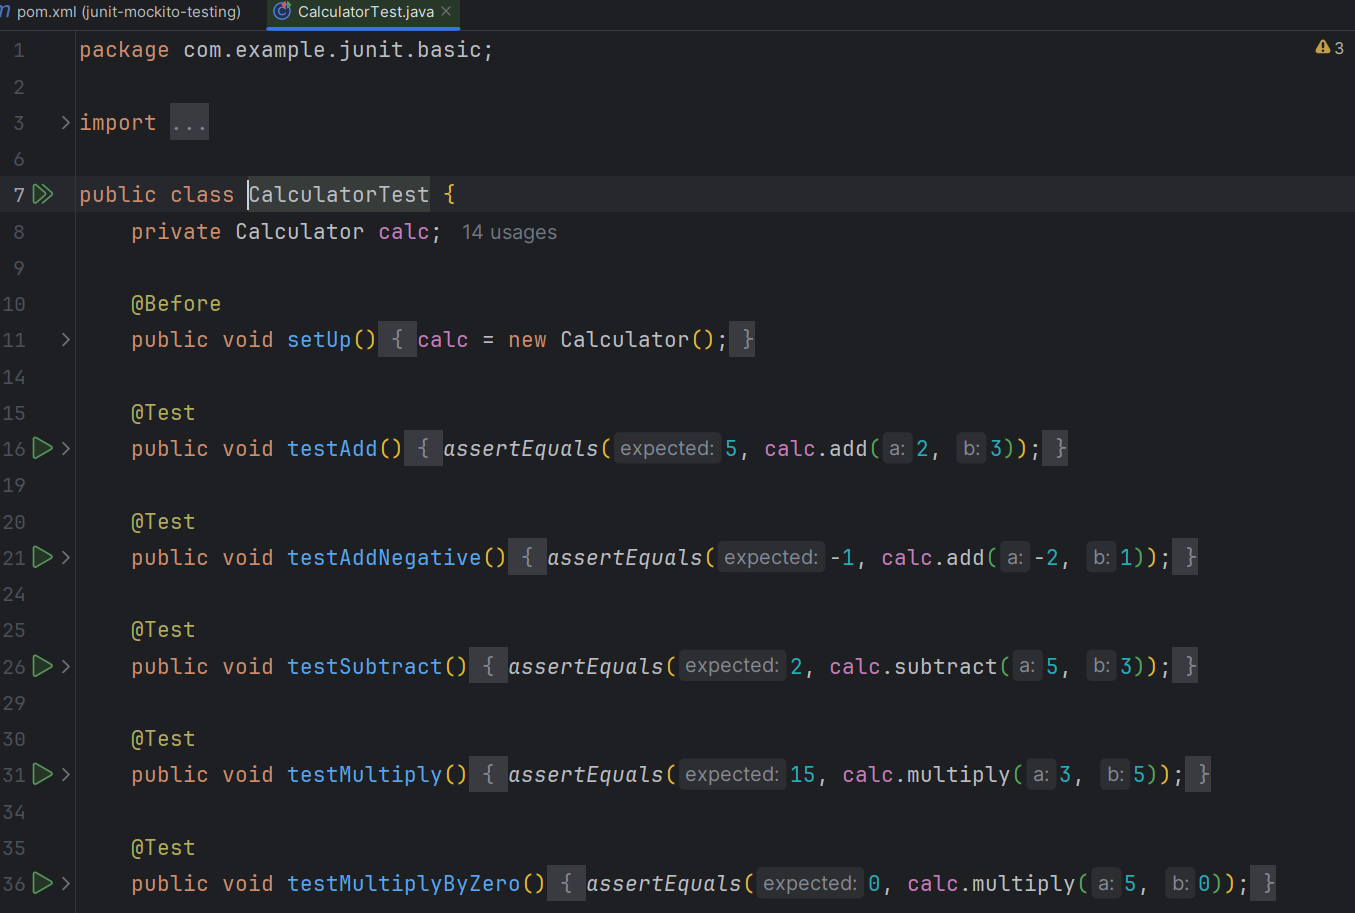 m pom.xml (junit-mockito-testing) CalculatorTest.java
1 package com.example.junit.basic; 3
2
3 import ...
6
7 public class CalculatorTest {
8 private Calculator calc; 14 usages
9
10 @Before
11 public void setUp() { calc = new Calculator(); }
14
15 @Test
16 public void testAdd() { assertEquals( expected: 5, calc.add( a: 2, b: 3)); }
19
20 @Test
21 public void testAddNegative() { assertEquals( expected: -1, calc.add( a: -2, b: 1)); }
24
25 @Test
26 public void testSubtract() { assertEquals( expected: 2, calc.subtract( a: 5, b: 3)); }
29
30 @Test
31 public void testMultiply() { assertEquals( expected: 15, calc.multiply( a: 3, b: 5)); }
34
35 @Test
36 public void testMultiplyByZero() { assertEquals( expected: 0, calc.multiply( a: 5, b: 0)); }